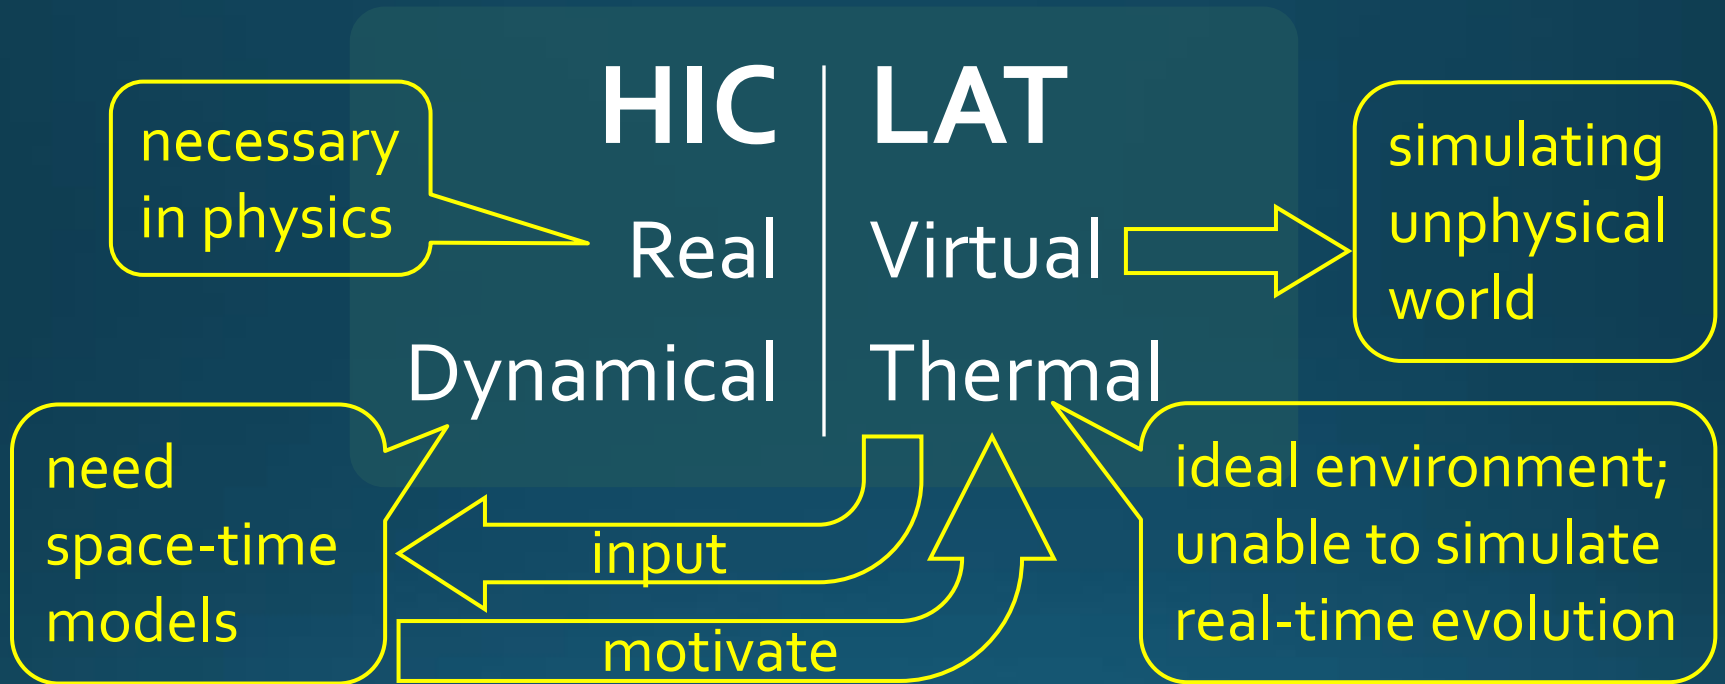 HIC LAT
necessary
in physics
Real Virtual
simulating
unphysical
world
Dynamical Thermal
need
space-time
models
input
motivate
ideal environment;
unable to simulate
real-time evolution